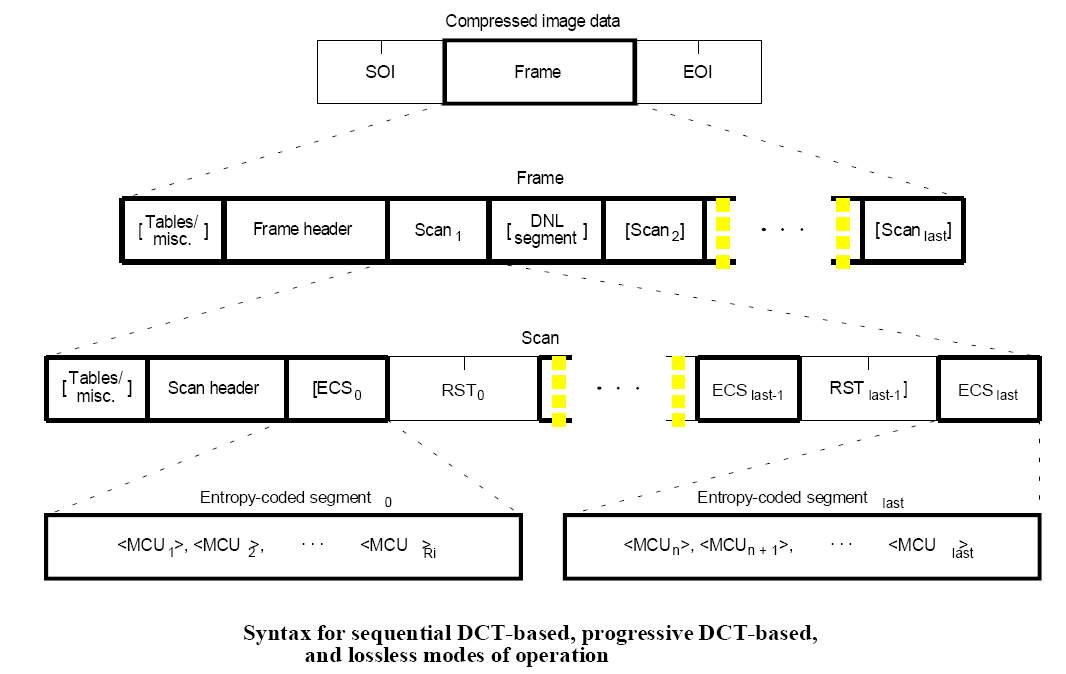 Compressed image data
SOI Frame EOI
Frame
[ Tables/ misc. ] Frame header Scan 1 [ DNL segment ] [Scan 2] · · · [Scan last]
Scan
[ Tables/ misc. ] Scan header [ECS 0 RST 0 · · · ECS last-1 RST last-1 ] ECS last
Entropy-coded segment 0 Entropy-coded segment last
<MCU 1>, <MCU 2>, · · · <MCU Ri> <MCU n>, <MCU n + 1>, · · · <MCU last>
Syntax for sequential DCT-based, progressive DCT-based,
and lossless modes of operation